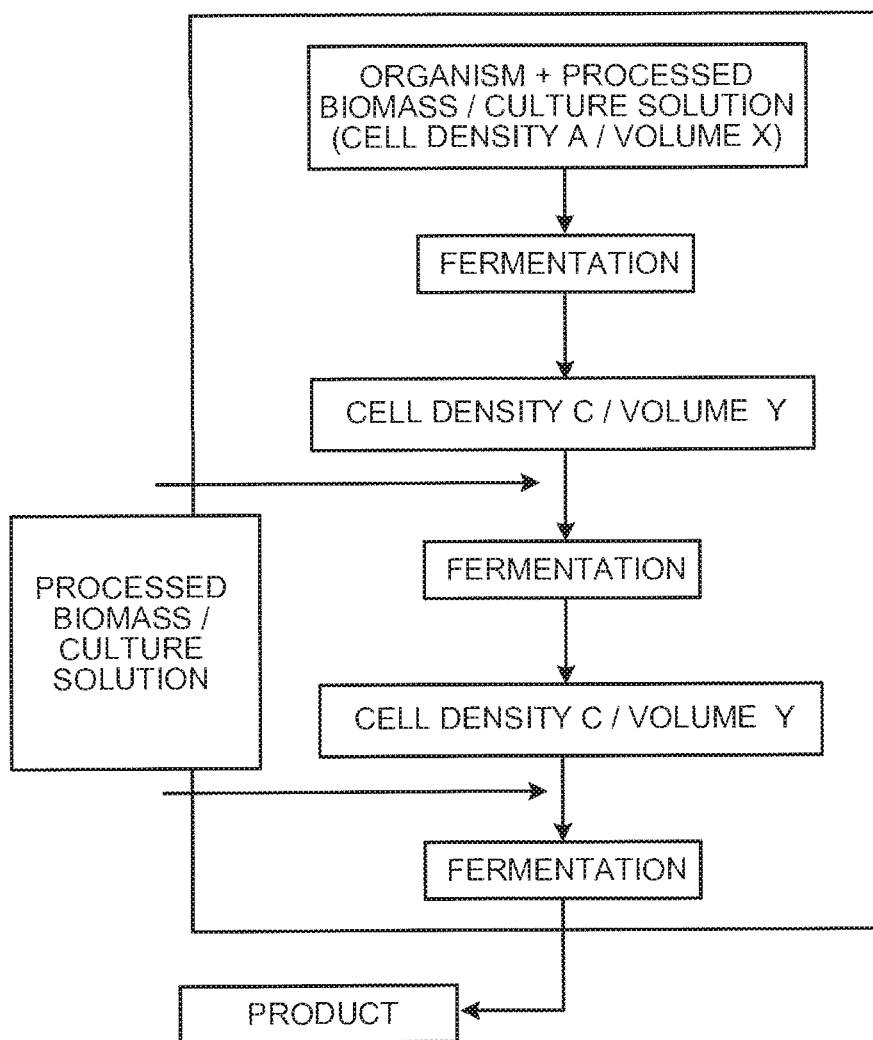 ORGANISM + PROCESSED
BIOMASS / CULTURE SOLUTION
(CELL DENSITY A / VOLUME X)
FERMENTATION
CELL DENSITY C / VOLUME Y
FERMENTATION
PROCESSED
BIOMASS /
CULTURE
SOLUTION
CELL DENSITY C / VOLUME Y
FERMENTATION
PRODUCT